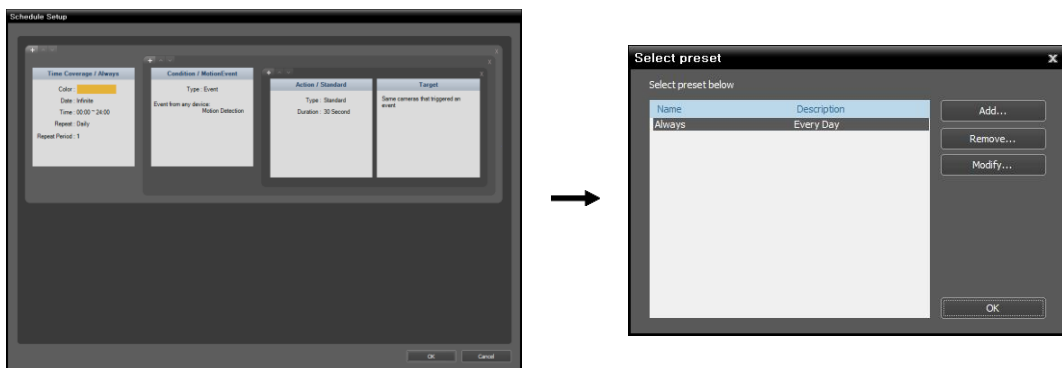 Schedule Setup
Time Coverage / Always
Color :
Date : Infinite
Time : 00:00 ~ 24:00
Repeat : Daily
Repeat Period : 1
Condition / MotionEvent
Type : Event
Event from any device:
Motion Detection
Action / Standard
Type : Standard
Duration : 30 Second
Target
Same cameras that triggered an
event
OK
Cancel
Select preset
x
Select preset below
Name Description
Always Every Day
Add...
Remove...
Modify...
OK